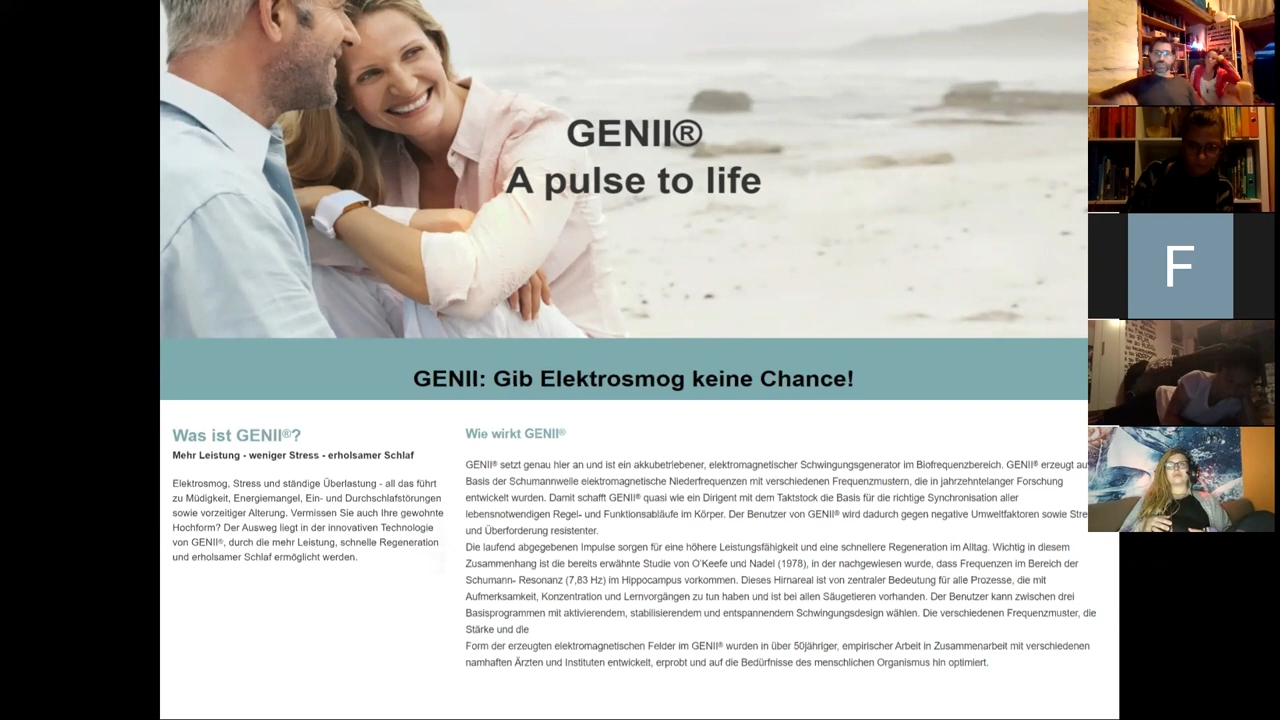 GENII®
A pulse to life
F
GENII: Gib Elektrosmog keine Chance!
Was ist GENII®?
Mehr Leistung - weniger Stress - erholsamer Schlaf
Elektrosmog, Stress und ständige Überlastung - all das führt
zu Müdigkeit, Energiemangel, Ein- und Durchschlafstörungen
sowie vorzeitiger Alterung. Vermissen Sie auch Ihre gewohnte
Hochform? Der Ausweg liegt in der innovativen Technologie
von GENII®, durch die mehr Leistung, schnelle Regeneration
und erholsamer Schlaf ermöglicht werden.
Wie wirkt GENII®
GENII® setzt genau hier an und ist ein akkubetriebener, elektromagnetischer Schwingungsgenerator im Biofrequenzbereich. GENII® erzeugt au
Basis der Schumannwelle elektromagnetische Niederfrequenzen mit verschiedenen Frequenzmustern, die in jahrzehntelanger Forschung
entwickelt wurden. Damit schafft GENII® quasi wie ein Dirigent mit dem Taktstock die Basis für die richtige Synchronisation aller
lebensnotwendigen Regel- und Funktionsabläufe im Körper. Der Benutzer von GENII® wird dadurch gegen negative Umweltfaktoren sowie Stre
und Überforderung resistenter.
Die laufend abgegebenen Impulse sorgen für eine höhere Leistungsfähigkeit und eine schnellere Regeneration im Alltag. Wichtig in diesem
Zusammenhang ist die bereits erwähnte Studie von O'Keefe und Nadel (1978), in der nachgewiesen wurde, dass Frequenzen im Bereich der
Schumann- Resonanz (7,83 Hz) im Hippocampus vorkommen. Dieses Hirnareal ist von zentraler Bedeutung für alle Prozesse, die mit
Aufmerksamkeit, Konzentration und Lernvorgängen zu tun haben und ist bei allen Säugetieren vorhanden. Der Benutzer kann zwischen drei
Basisprogrammen mit aktivierendem, stabilisierendem und entspannendem Schwingungsdesign wählen. Die verschiedenen Frequenzmuster, die
Stärke und die
Form der erzeugten elektromagnetischen Felder im GENII® wurden in über 50jähriger, empirischer Arbeit in Zusammenarbeit mit verschiedenen
namhaften Ärzten und Instituten entwickelt, erprobt und auf die Bedürfnisse des menschlichen Organismus hin optimiert.